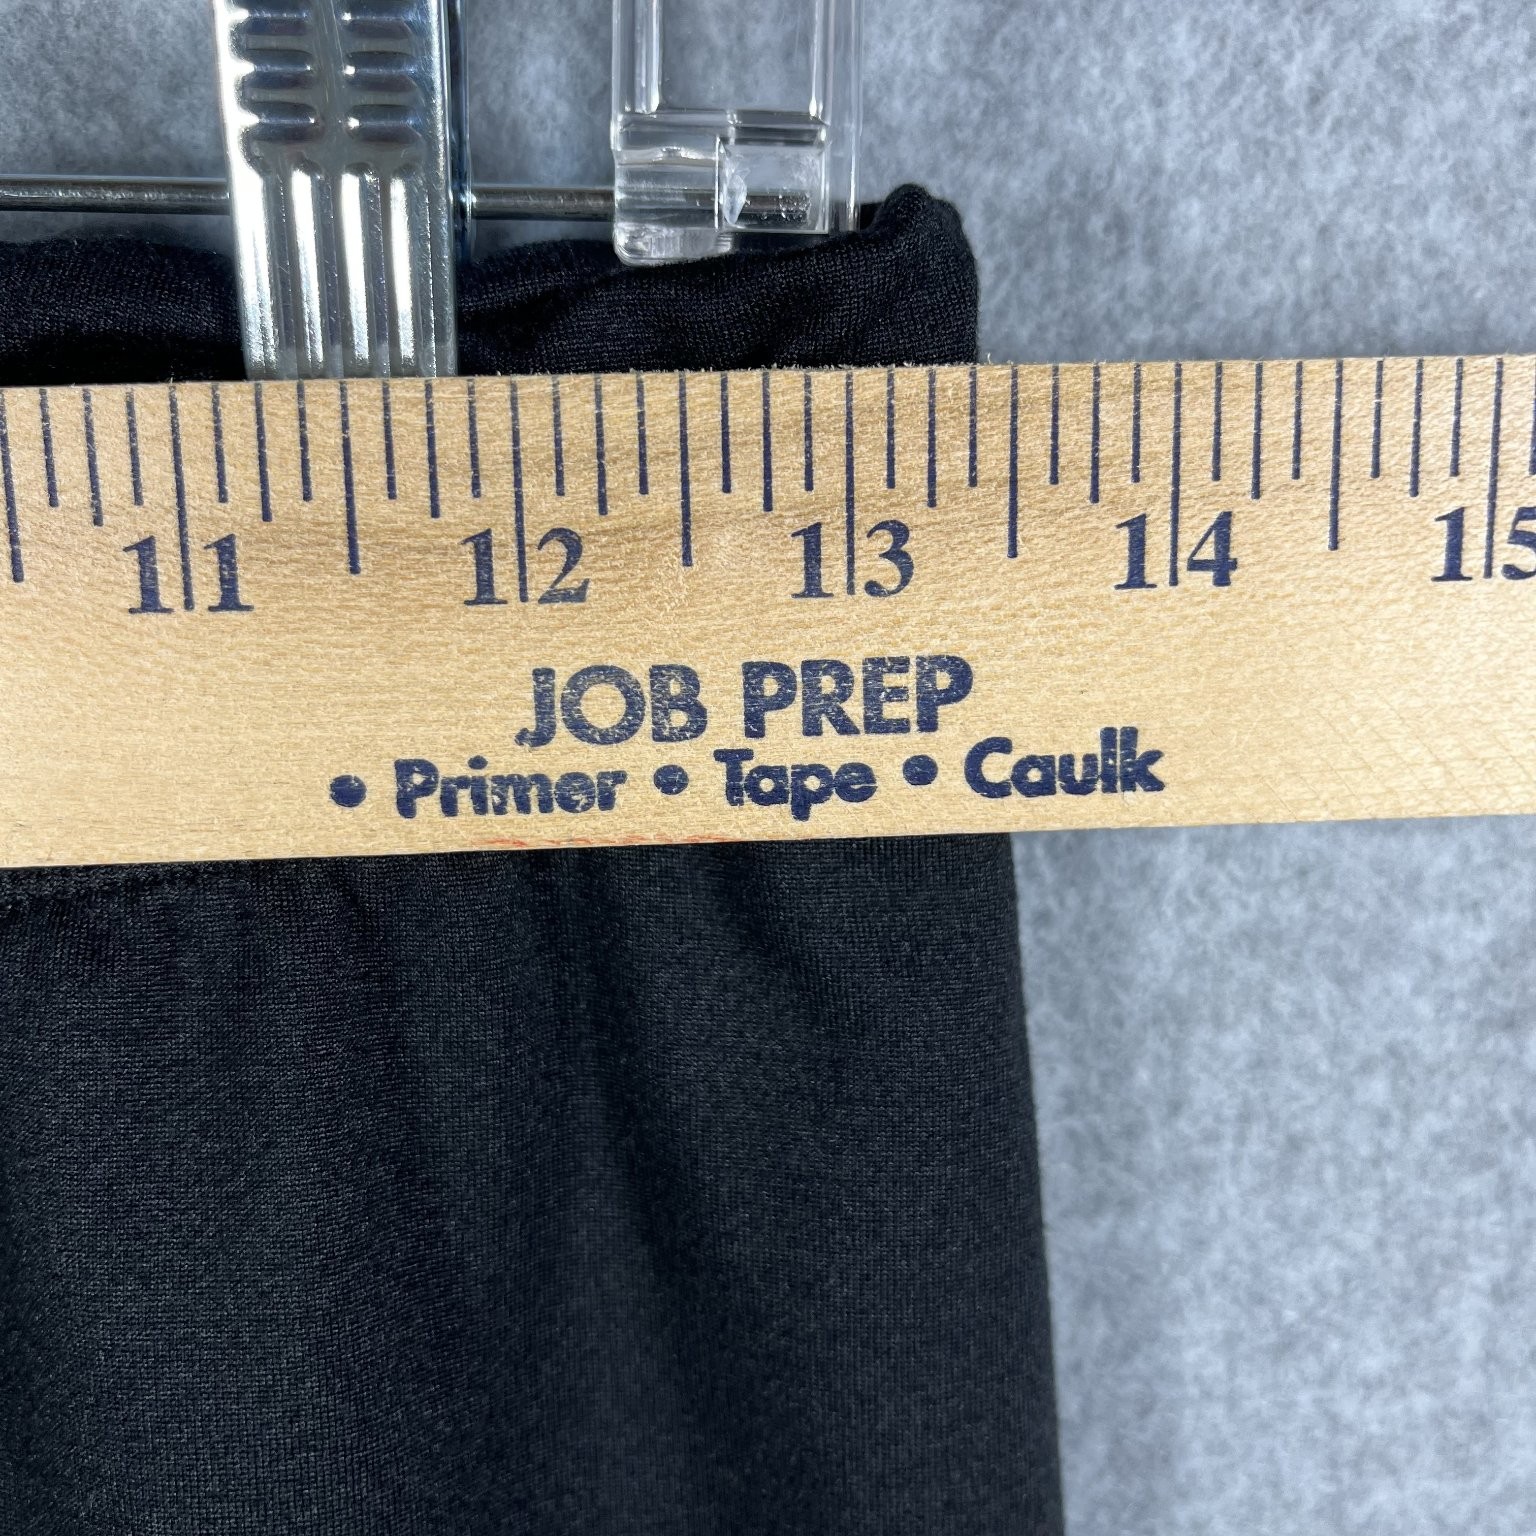 11 12 13 14 15
JOB PREP
• Primer • Tape • Caulk